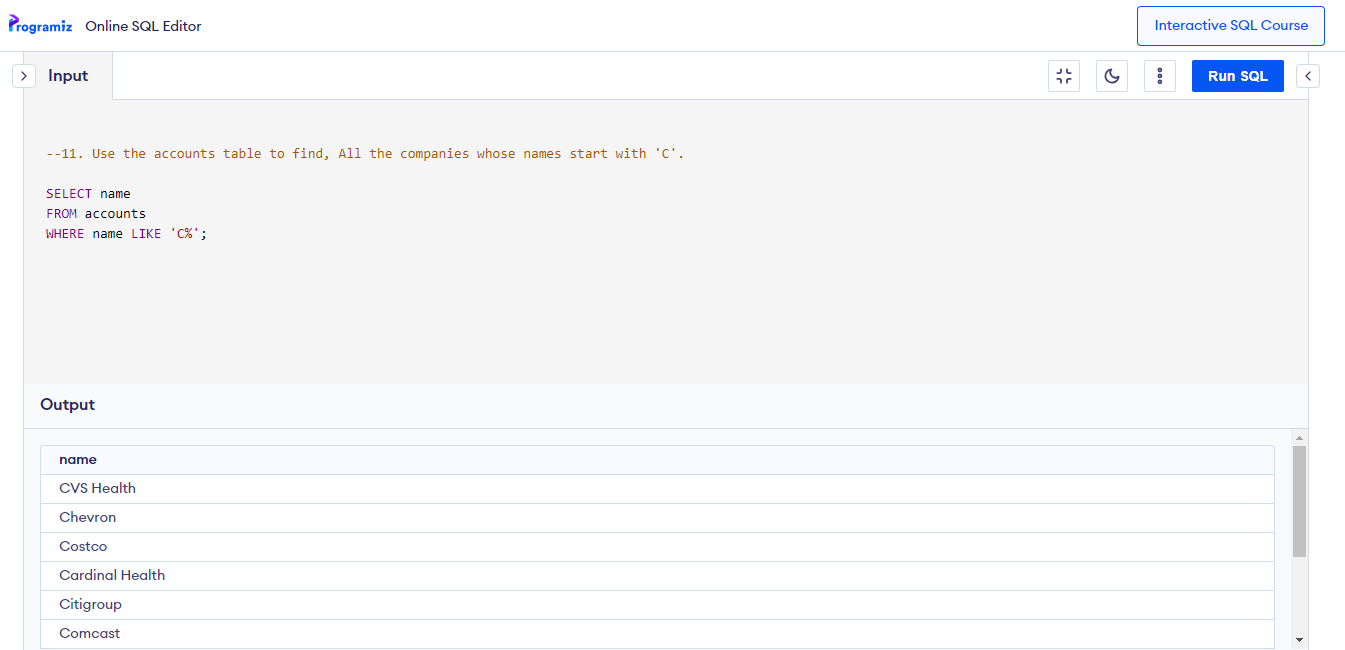 Programiz Online SQL Editor Interactive SQL Course
Input Run SQL
--11. Use the accounts table to find, All the companies whose names start with 'C'.
SELECT name
FROM accounts
WHERE name LIKE 'C%';
Output
name
CVS Health
Chevron
Costco
Cardinal Health
Citigroup
Comcast